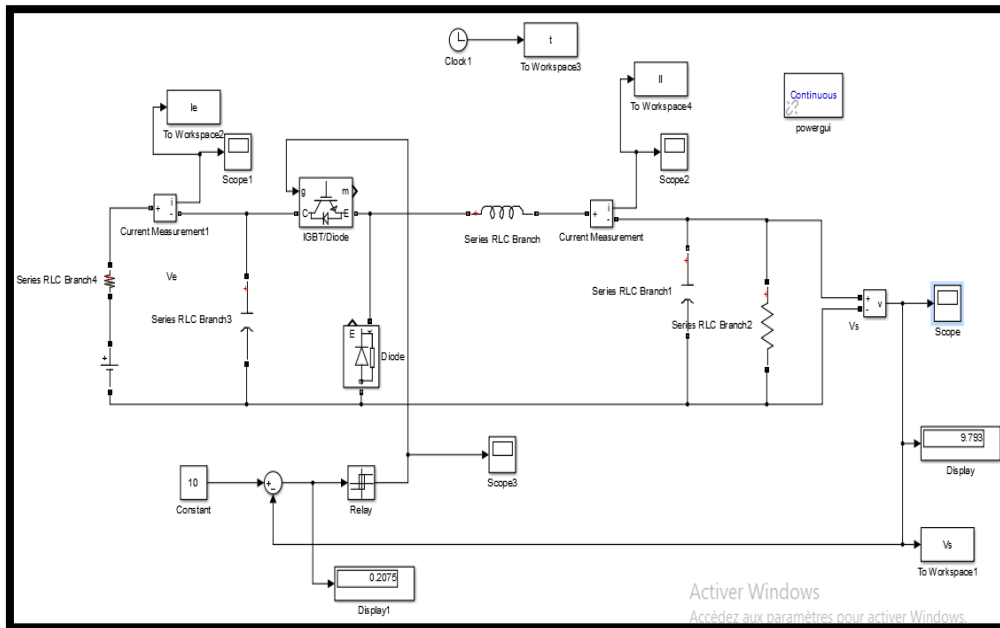 t
Clock1
To Workspace3
Ie
To Workspace2
Scope1
Il
To Workspace4
Scope2
Continuous
powergui
g
m
C
E
IGBT/Diode
i
+
-
Current Measurement1
+
Series RLC Branch
i
+
-
Current Measurement
Series RLC Branch4
Ve
+
Series RLC Branch3
+
Series RLC Branch1
+
Series RLC Branch2
+
-
v
Vs
Scope
+
E
Diode
9.793
Display
10
Constant
+
-
Relay
Scope3
Vs
To Workspace1
0.2075
Display1
Activer Windows
Accédez aux paramètres pour activer Windows.